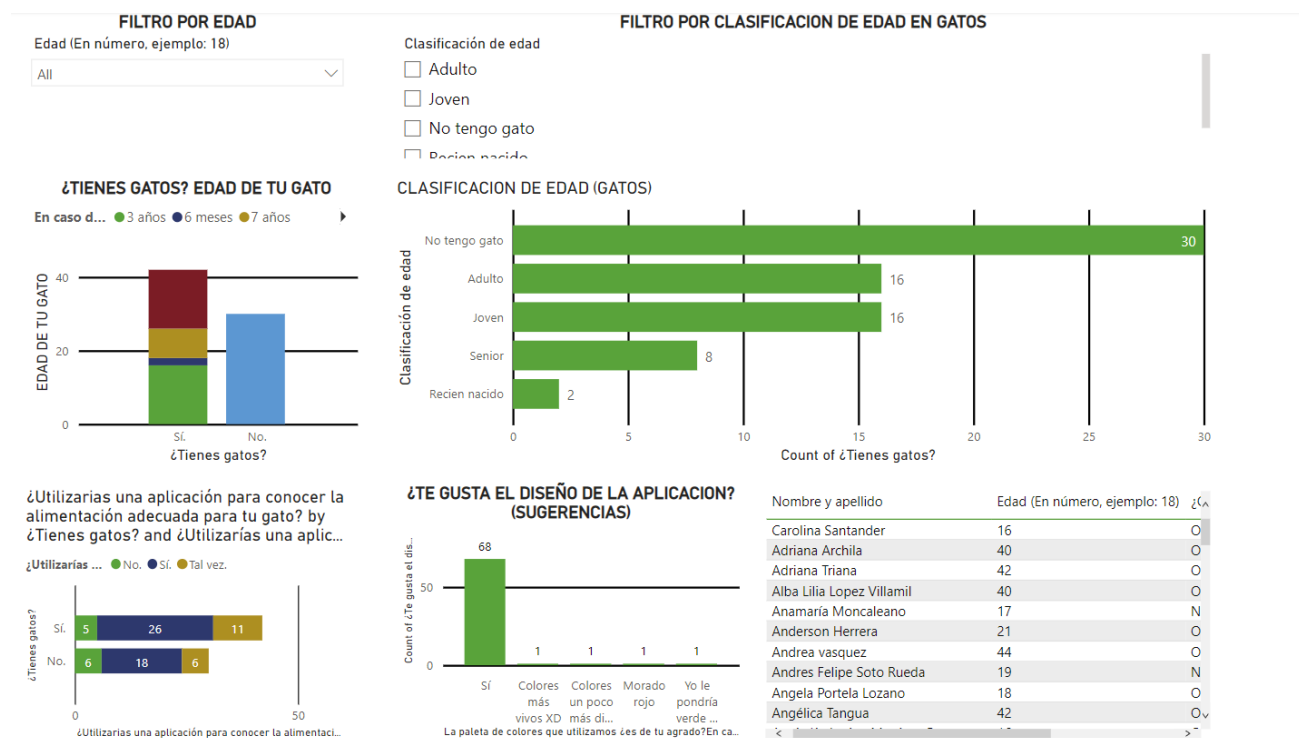 FILTRO POR EDAD
Edad (En número, ejemplo: 18)
All
FILTRO POR CLASIFICACION DE EDAD EN GATOS
Clasificación de edad
Adulto
Joven
No tengo gato
Recien nacido
¿TIENES GATOS? EDAD DE TU GATO
En caso d... 3 años 6 meses 7 años
EDAD DE TU GATO
40
20
0
Sí. No.
¿Tienes gatos?
CLASIFICACION DE EDAD (GATOS)
Clasificación de edad
No tengo gato 30
Adulto 16
Joven 16
Senior 8
Recien nacido 2
0 5 10 15 20 25 30
Count of ¿Tienes gatos?
¿Utilizarias una aplicación para conocer la
alimentación adecuada para tu gato? by
¿Tienes gatos? and ¿Utilizarías una aplic...
¿Utilizarías ... No. Sí. Tal vez.
¿Tienes gatos?
Sí. 5 26 11
No. 6 18 6
0 50
¿Utilizarias una aplicación para conocer la alimentaci...
¿TE GUSTA EL DISEÑO DE LA APLICACION?
(SUGERENCIAS)
Count of ¿Te gusta el dis...
50
0
68 1 1 1 1
Sí Colores Colores Morado Yo le
más un poco rojo pondría
vivos XD más di... verde ...
La paleta de colores que utilizamos ¿es de tu agrado?En ca...
Nombre y apellido Edad (En número, ejemplo: 18)
Carolina Santander 16 O
Adriana Archila 40 O
Adriana Triana 42 O
Alba Lilia Lopez Villamil 40 O
Anamaría Moncaleano 17 N
Anderson Herrera 21 O
Andrea vasquez 44 O
Andres Felipe Soto Rueda 19 N
Angela Portela Lozano 18 O
Angélica Tangua 42 O